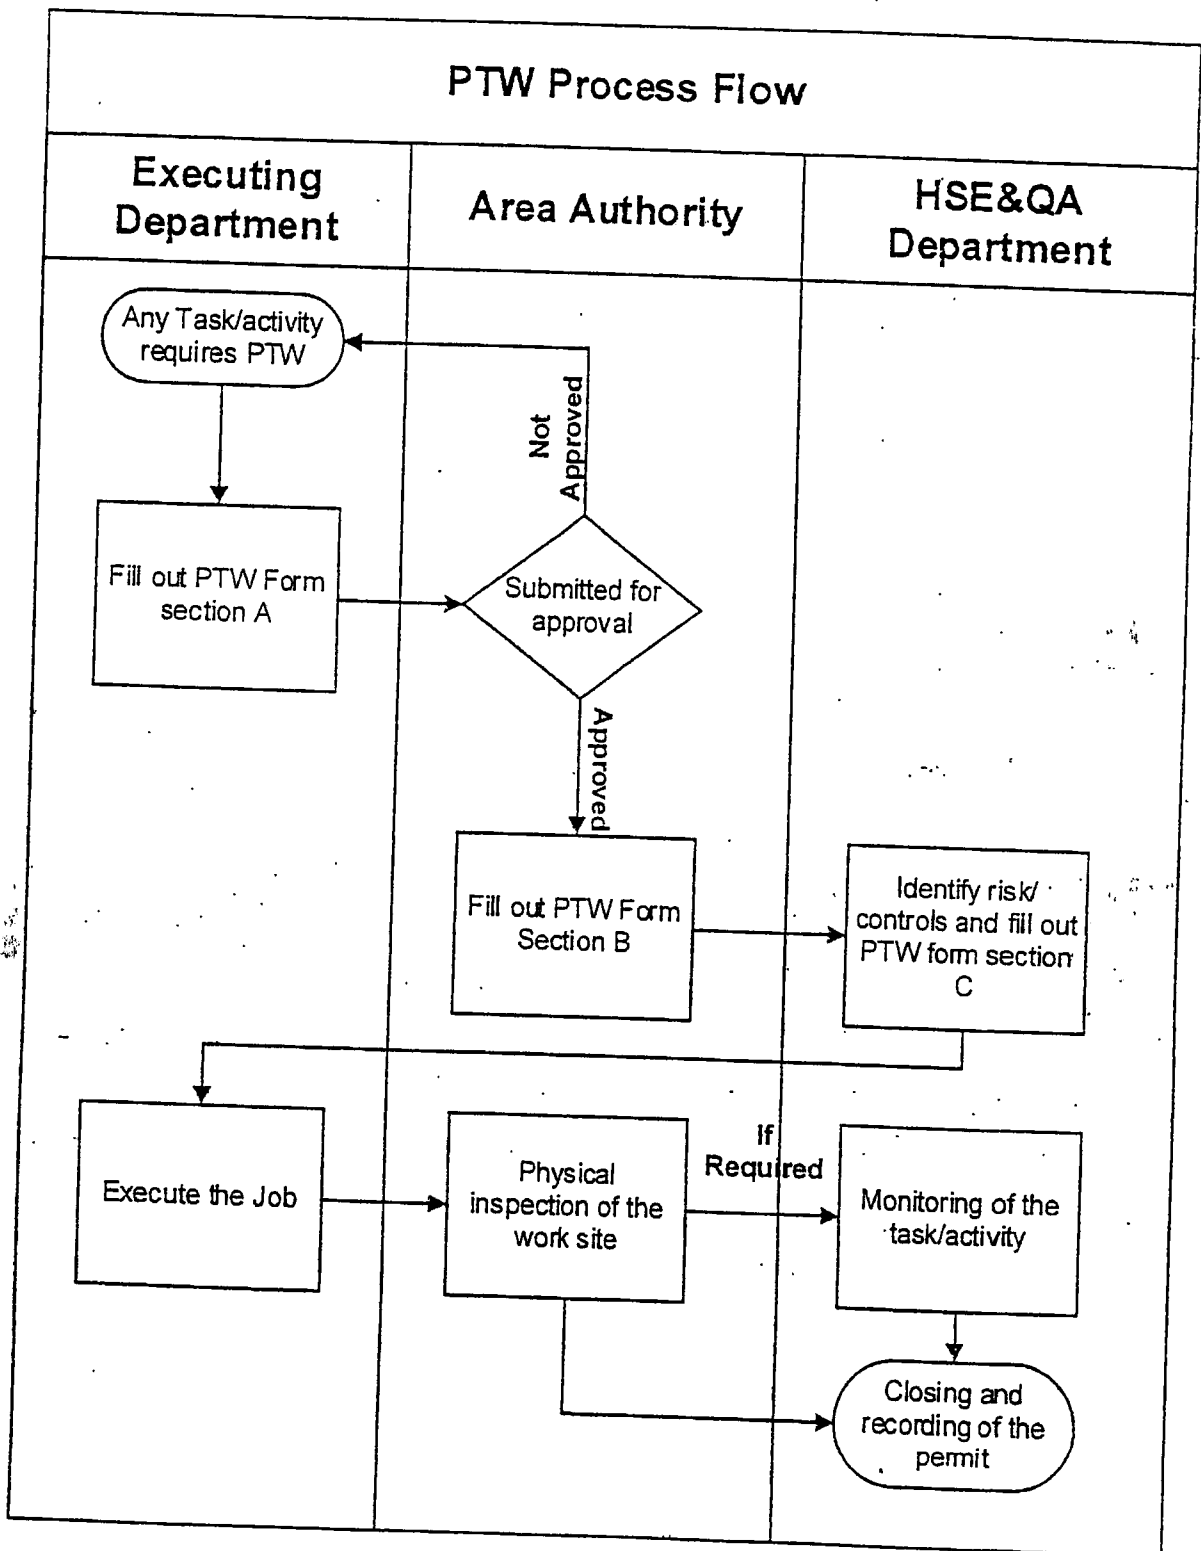 PTW Process Flow
Executing
Department
Area Authority
HSE&QA
Department
Any Task/activity
requires PTW
Not
Approved
Fill out PTW Form
section A
Submitted for
approval
Approved
Fill out PTW Form
Section B
Identify risk/
controls and fill out
PTW form section
C
Execute the Job
Physical
inspection of the
work site
If
Required
Monitoring of the
task/activity
Closing and
recording of the
permit